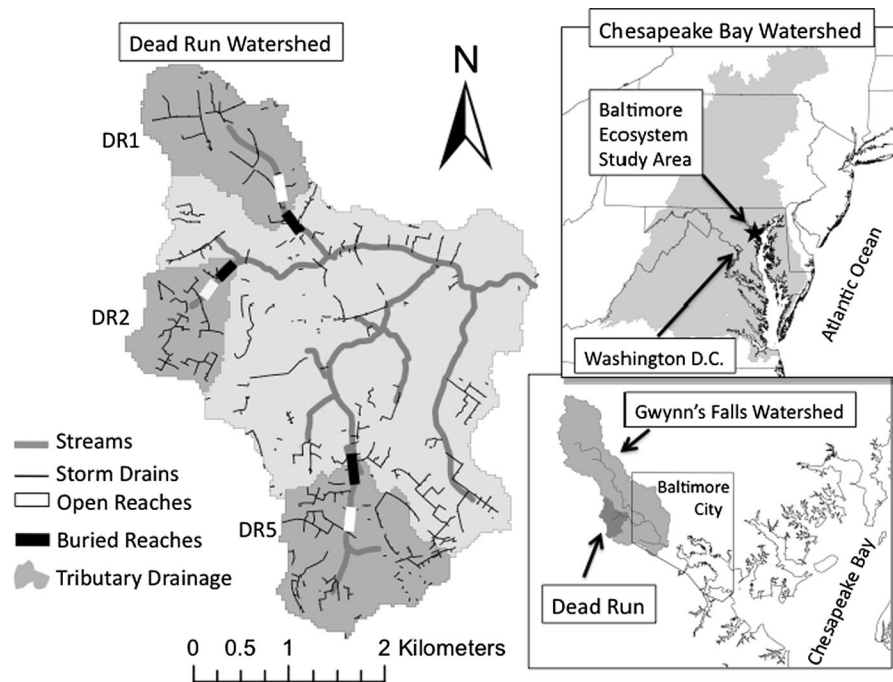 Dead Run Watershed
N
DR1
DR2
DR5
Streams
Storm Drains
Open Reaches
Buried Reaches
Tributary Drainage
0 0.5 1 2 Kilometers
Chesapeake Bay Watershed
Baltimore
Ecosystem
Study Area
Atlantic Ocean
Washington D.C.
Gwynn’s Falls Watershed
Baltimore
City
Dead Run
Chesapeake Bay